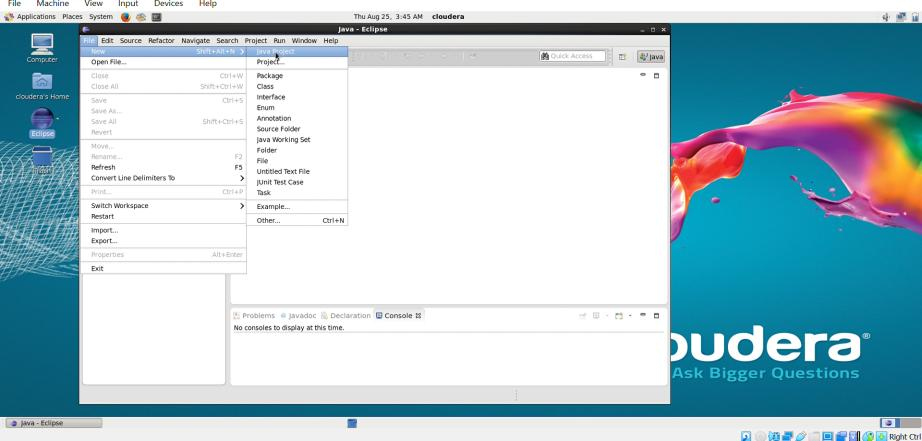 File Machine View Input Devices Help
Applications Places System Thu Aug 25, 3:45 AM cloudera
Java - Eclipse
File Edit Source Refactor Navigate Search Project Run Window Help
New Shift+Alt+N Java Project
Open File... Project...
Quick Access Java
Computer
Close Ctrl+W Package
Close All Shift+Ctrl+W Class
cloudera's Home
Interface
Save Ctrl+S
Save As... Enum
Save All Shift+Ctrl+S Annotation
Revert Source Folder
Eclipse
Java Working Set
Move...
Rename... F2 Folder
Refresh F5 File
Convert Line Delimiters To Untitled Text File
JUnit Test Case
Print... Ctrl+P Task
Switch Workspace Example...
Restart Other... Ctrl+N
Import...
Export...
Properties Alt+Enter
Exit
Problems Javadoc Declaration Console
No consoles to display at this time.
oudera®
Ask Bigger Questions
Java - Eclipse
Right Ctrl